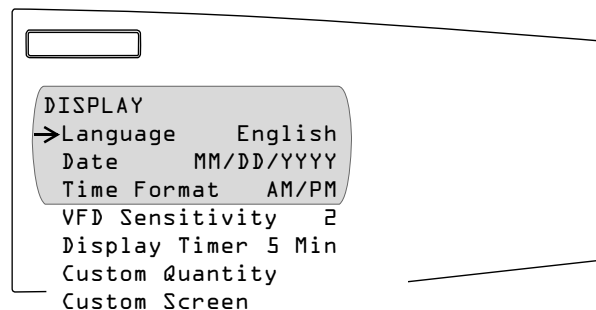 DISPLAY
→Language English
Date MM/DD/YYYY
Time Format AM/PM
VFD Sensitivity 2
Display Timer 5 Min
Custom Quantity
Custom Screen